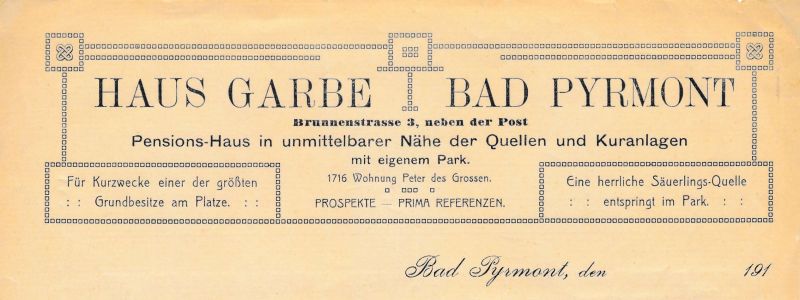 HAUS GARBE BAD PYRMONT
Brunnenstrasse 3, neben der Post
Pensions-Haus in unmittelbarer Nähe der Quellen und Kuranlagen
mit eigenem Park.
Für Kurzwecke einer der größten
: : Grundbesitze am Platze. : :
1716 Wohnung Peter des Grossen.
PROSPEKTE — PRIMA REFERENZEN.
Eine herrliche Säuerlings-Quelle
: : entspringt im Park. : :
Bad Pyrmont, den 191